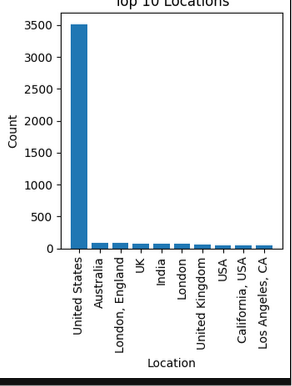 Top 10 Locations
3500
3000
2500
2000
1500
1000
500
0
Count
United States
Australia
London, England
UK
India
London
United Kingdom
USA
California, USA
Los Angeles, CA
Location